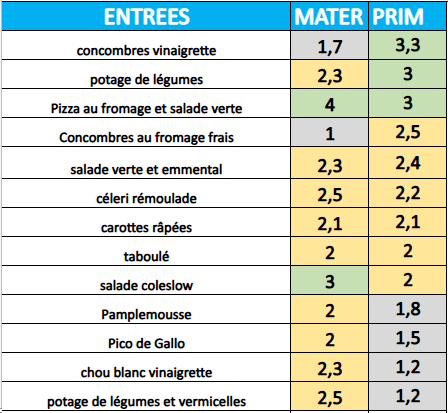 ENTREES MATER PRIM
concombres vinaigrette 1,7 3,3
potage de légumes 2,3 3
Pizza au fromage et salade verte 4 3
Concombres au fromage frais 1 2,5
salade verte et emmental 2,3 2,4
céleri rémoulade 2,5 2,2
carottes râpées 2,1 2,1
taboulé 2 2
salade coleslow 3 2
Pamplemousse 2 1,8
Pico de Gallo 2 1,5
chou blanc vinaigrette 2,3 1,2
potage de légumes et vermicelles 2,5 1,2